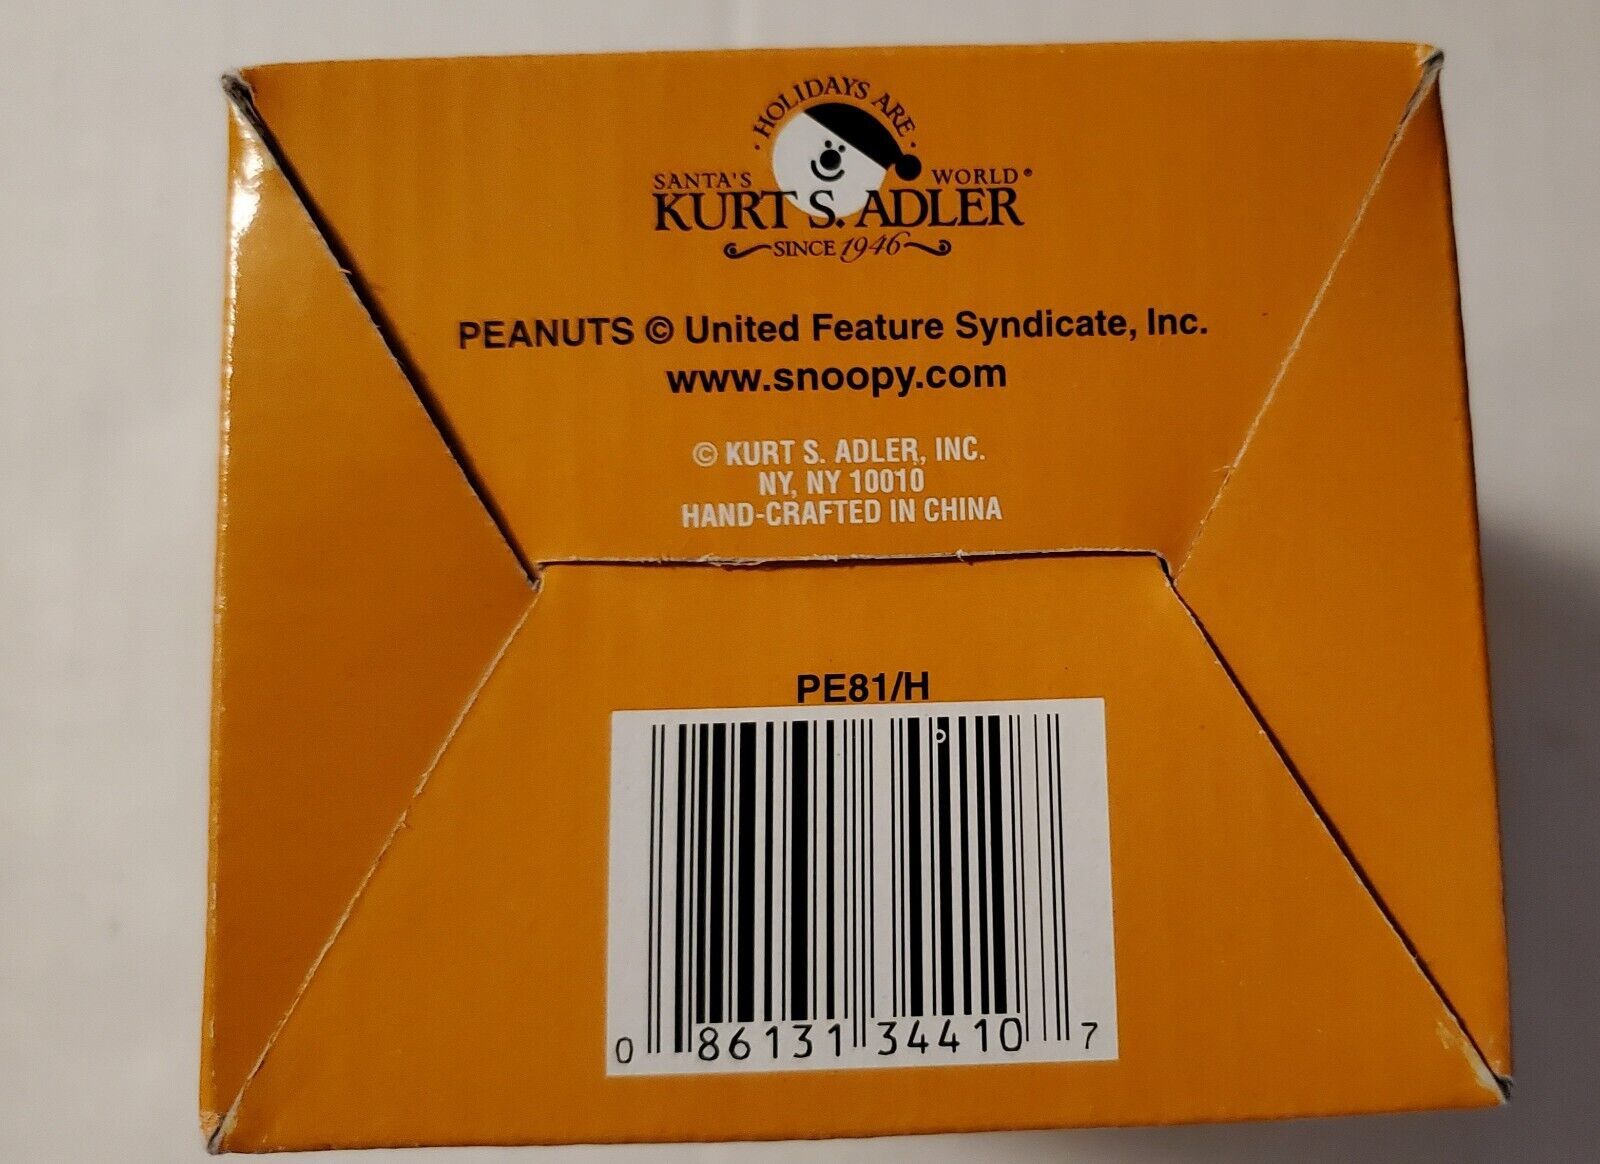 · HOLIDAYS ARE ·
SANTA'S WORLD®
KURT S. ADLER
SINCE 1946
PEANUTS © United Feature Syndicate, Inc.
www.snoopy.com
© KURT S. ADLER, INC.
NY, NY 10010
HAND-CRAFTED IN CHINA
PE81/H
0 86131 34410 7